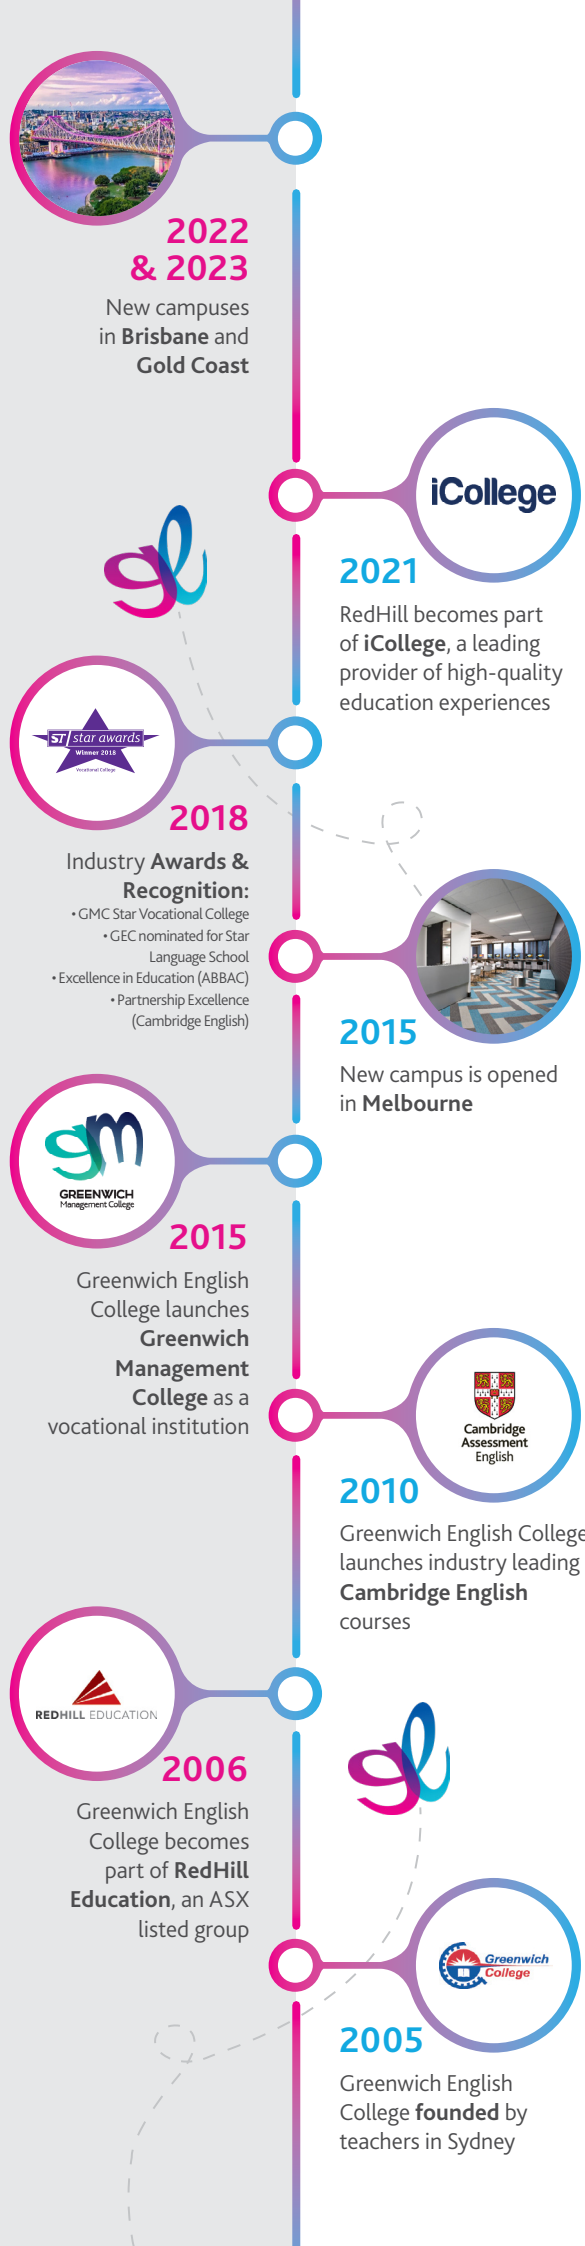 2022
& 2023
New campuses
in Brisbane and
Gold Coast
iCollege
2021
RedHill becomes part
of iCollege, a leading
provider of high-quality
education experiences
gl
ST star awards
Winner 2018
Vocational College
2018
Industry Awards &
Recognition:
• GMC Star Vocational College
• GEC nominated for Star
Language School
• Excellence in Education (ABBAC)
• Partnership Excellence
(Cambridge English)
2015
New campus is opened
in Melbourne
gm
GREENWICH
Management College
2015
Greenwich English
College launches
Greenwich
Management
College as a
vocational institution
Cambridge
Assessment
English
2010
Greenwich English College
launches industry leading
Cambridge English
courses
REDHILL EDUCATION
2006
Greenwich English
College becomes
part of RedHill
Education, an ASX
listed group
gl
Greenwich
College
2005
Greenwich English
College founded by
teachers in Sydney